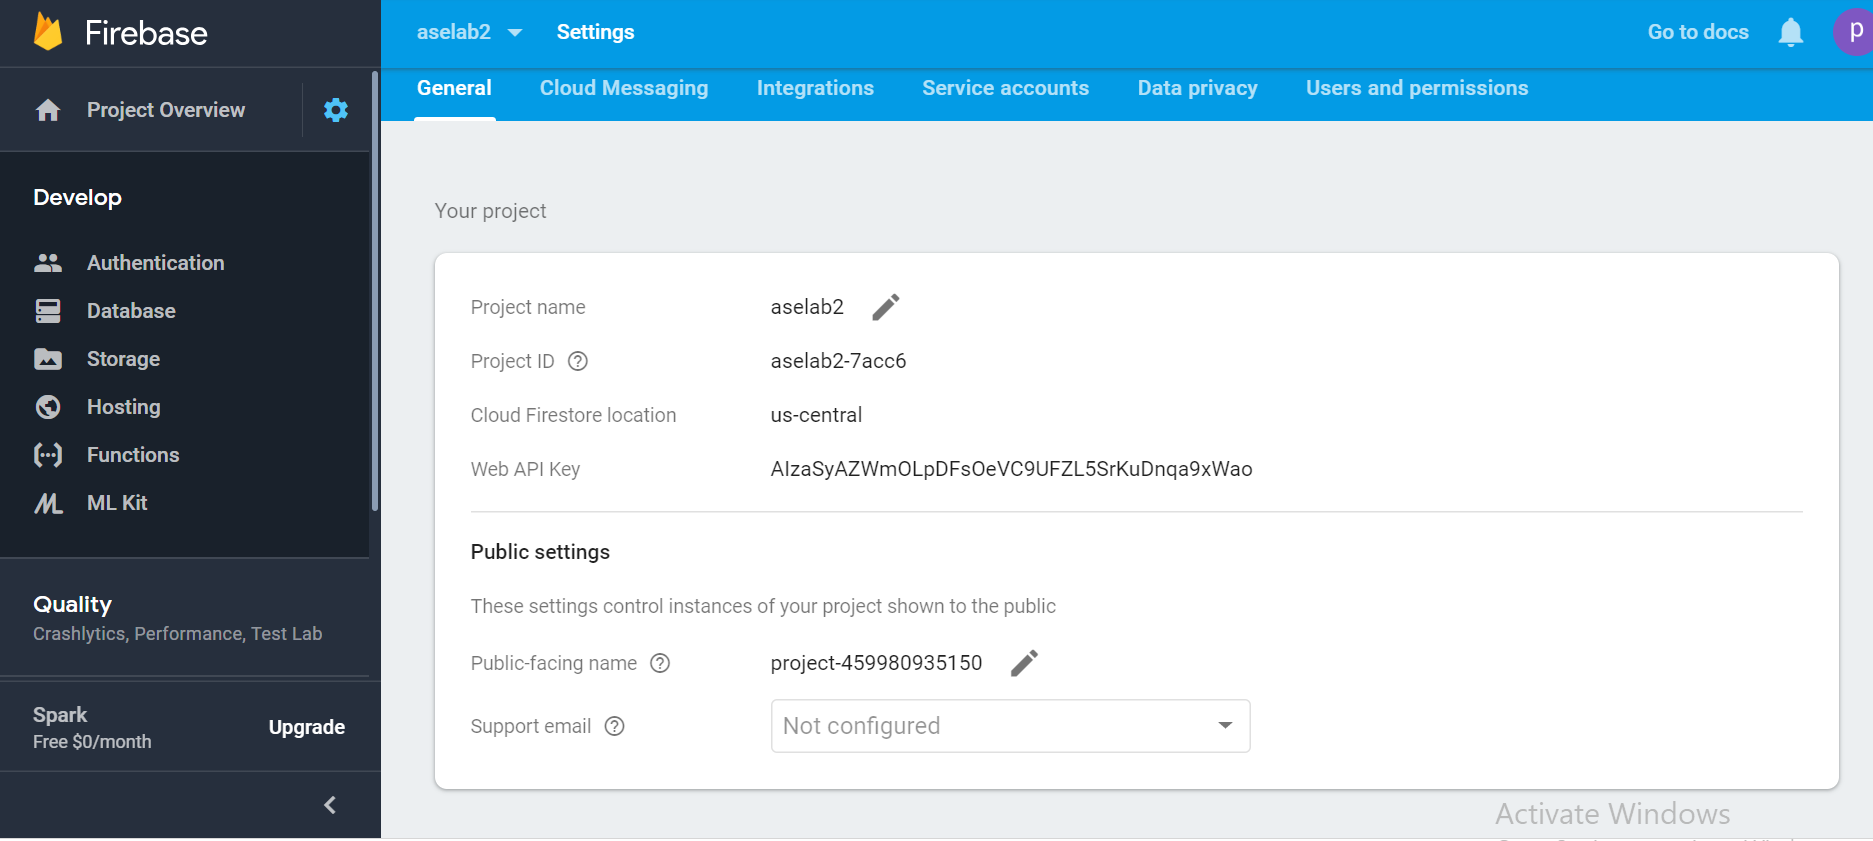 Firebase
aselab2
Settings
Go to docs
p
Project Overview
General
Cloud Messaging
Integrations
Service accounts
Data privacy
Users and permissions
Develop
Authentication
Database
Storage
Hosting
Functions
ML Kit
Quality
Crashlytics, Performance, Test Lab
Spark
Free $0/month
Upgrade
Your project
Project name
aselab2
Project ID
aselab2-7acc6
Cloud Firestore location
us-central
Web API Key
AIzaSyAZWmOLpDFsOeVC9UFZL5SrKuDnqa9xWao
Public settings
These settings control instances of your project shown to the public
Public-facing name
project-459980935150
Support email
Not configured
Activate Windows